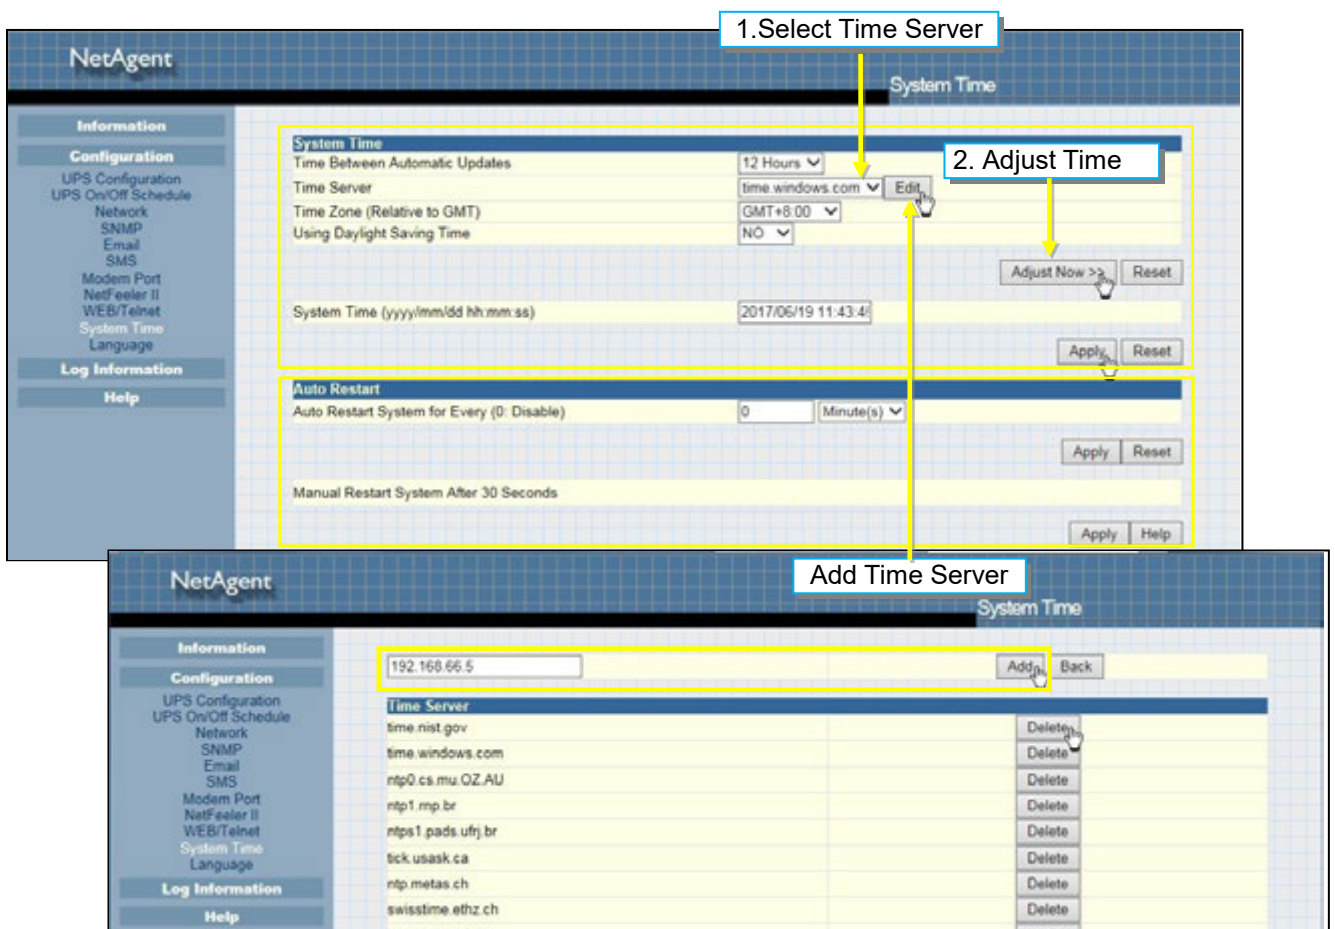 1.Select Time Server
NetAgent
System Time
Information
Configuration
UPS Configuration
UPS On/Off Schedule
Network
SNMP
Email
SMS
Modem Port
NetFeeler II
WEB/Telnet
System Time
Language
Log Information
Help
System Time
Time Between Automatic Updates 12 Hours
2. Adjust Time
Time Server time.windows.com Edit
Time Zone (Relative to GMT) GMT+8:00
Using Daylight Saving Time NO
Adjust Now >> Reset
System Time (yyyy/mm/dd hh:mm:ss) 2017/06/19 11:43:4
Apply Reset
Auto Restart
Auto Restart System for Every (0: Disable) 0 Minute(s)
Apply Reset
Manual Restart System After 30 Seconds
Apply Help
Add Time Server
NetAgent
System Time
Information
Configuration
UPS Configuration
UPS On/Off Schedule
Network
SNMP
Email
SMS
Modem Port
NetFeeler II
WEB/Telnet
System Time
Language
Log Information
Help
192.168.66.5 Add Back
Time Server
time.nist.gov Delete
time.windows.com Delete
ntp0.cs.mu.OZ.AU Delete
ntp1.rnp.br Delete
ntps1.pads.ufrj.br Delete
tick.usask.ca Delete
ntp.metas.ch Delete
swisstime.ethz.ch Delete